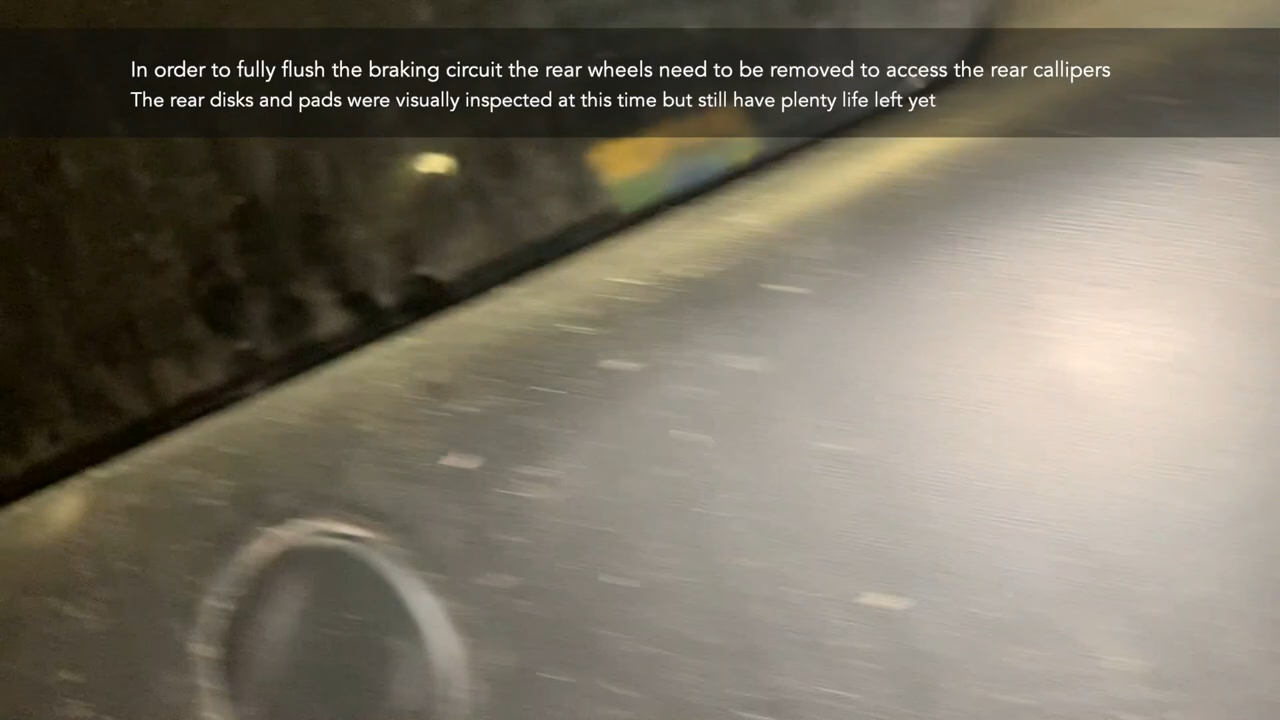 In order to fully flush the braking circuit the rear wheels need to be removed to access the rear callipers
The rear disks and pads were visually inspected at this time but still have plenty life left yet